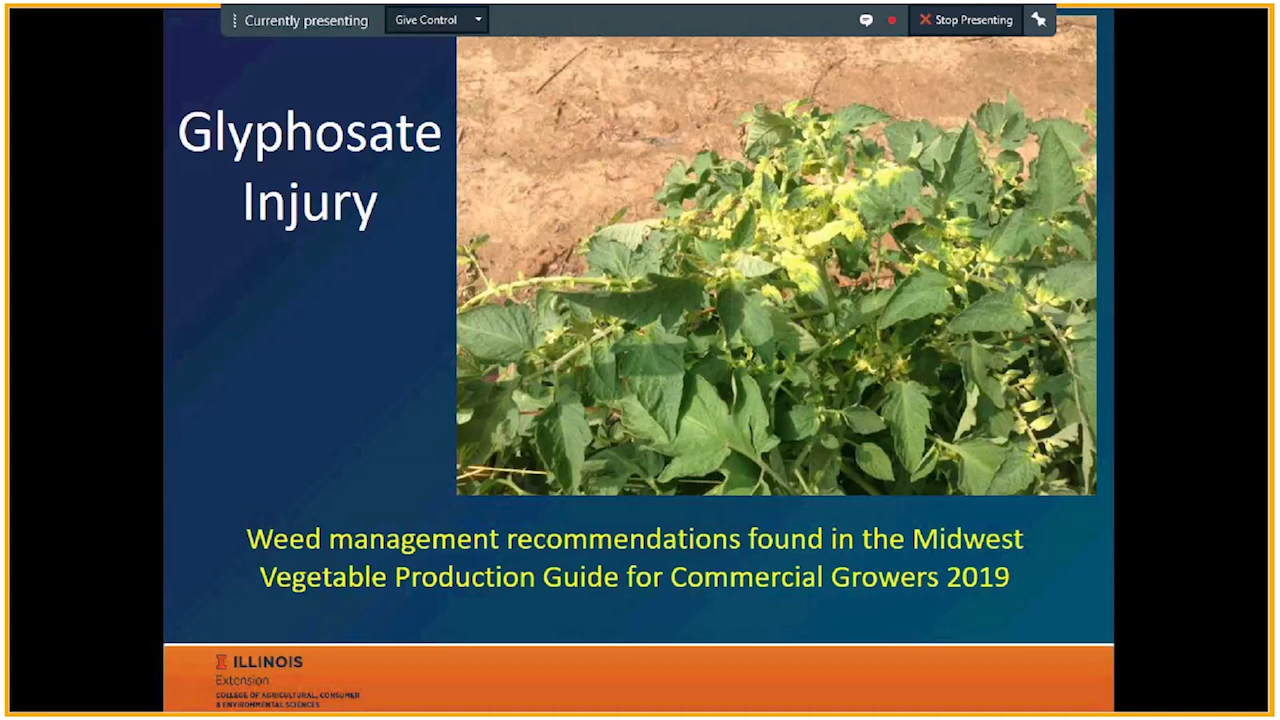 Currently presenting
Give Control
Stop Presenting
Glyphosate
Injury
Weed management recommendations found in the Midwest
Vegetable Production Guide for Commercial Growers 2019
I ILLINOIS
Extension
COLLEGE OF AGRICULTURAL, CONSUMER
& ENVIRONMENTAL SCIENCES